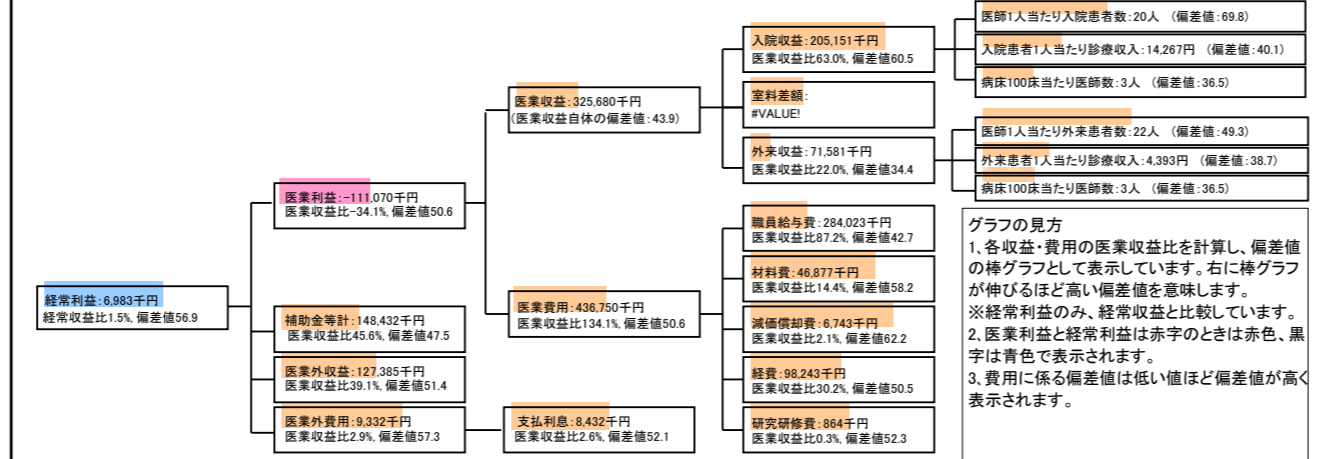 医師1人当たり入院患者数:20人 (偏差値:69.8)
入院収益:205,151千円
医業収益比63.0%, 偏差値60.5
入院患者1人当たり診療収入:14,267円 (偏差値:40.1)
病床100床当たり医師数:3人 (偏差値:36.5)
医業収益:325,680千円
(医業収益自体の偏差値:43.9)
室料差額:
#VALUE!
医師1人当たり外来患者数:22人 (偏差値:49.3)
外来収益:71,581千円
医業収益比22.0%, 偏差値34.4
外来患者1人当たり診療収入:4,393円 (偏差値:38.7)
病床100床当たり医師数:3人 (偏差値:36.5)
医業利益:-111,070千円
医業収益比-34.1%, 偏差値50.6
職員給与費:284,023千円
医業収益比87.2%, 偏差値42.7
材料費:46,877千円
医業収益比14.4%, 偏差値58.2
経常利益:6,983千円
経常収益比1.5%, 偏差値56.9
補助金等計:148,432千円
医業収益比45.6%, 偏差値47.5
医業費用:436,750千円
医業収益比134.1%, 偏差値50.6
減価償却費:6,743千円
医業収益比2.1%, 偏差値62.2
医業外収益:127,385千円
医業収益比39.1%, 偏差値51.4
経費:98,243千円
医業収益比30.2%, 偏差値50.5
医業外費用:9,332千円
医業収益比2.9%, 偏差値57.3
支払利息:8,432千円
医業収益比2.6%, 偏差値52.1
研究研修費:864千円
医業収益比0.3%, 偏差値52.3
グラフの見方
1、各収益・費用の医業収益比を計算し、偏差値
の棒グラフとして表示しています。右に棒グラフ
が伸びるほど高い偏差値を意味します。
※経常利益のみ、経常収益と比較しています。
2、医業利益と経常利益は赤字のときは赤色、黒
字は青色で表示されます。
3、費用に係る偏差値は低い値ほど偏差値が高く
表示されます。